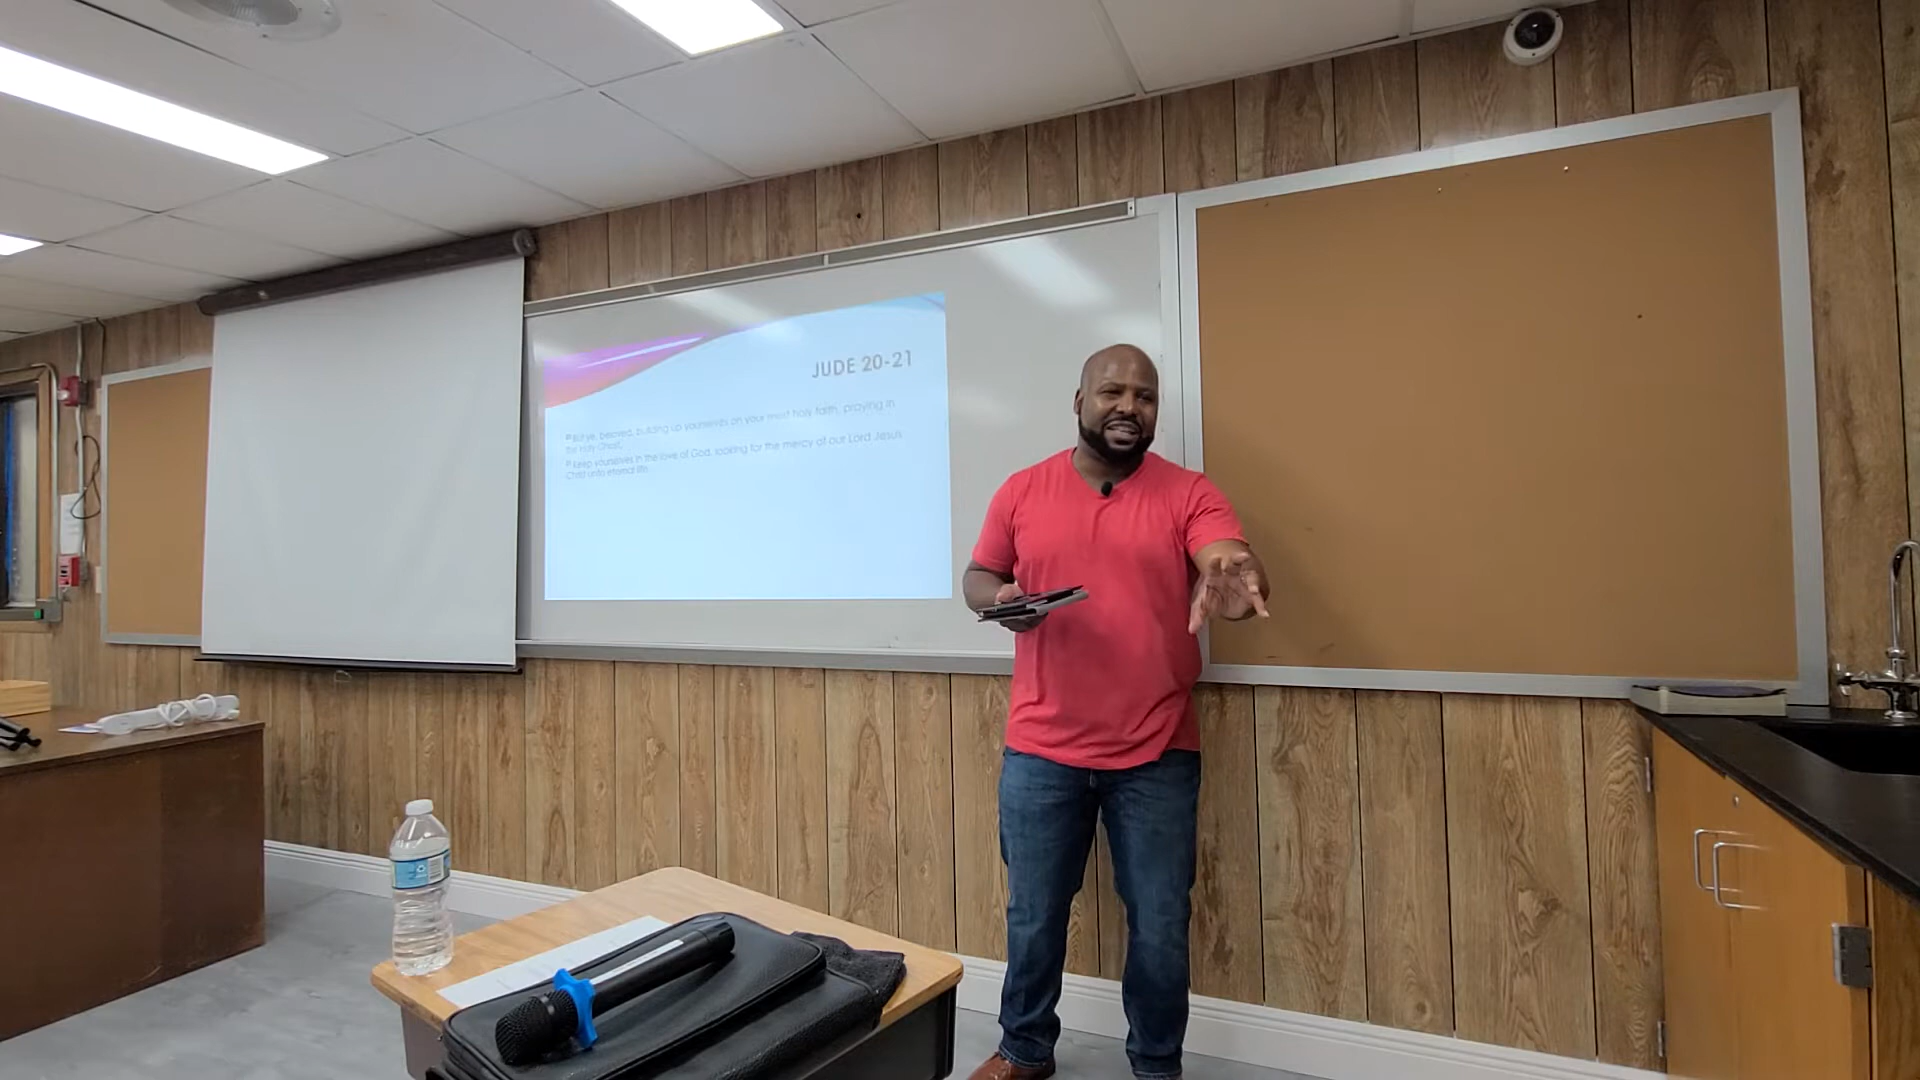 JUDE 20-21
But ye, beloved, building up yourselves on your most holy faith, praying in
the Holy Ghost,
Keep yourselves in the love of God, looking for the mercy of our Lord Jesus
Christ unto eternal life.